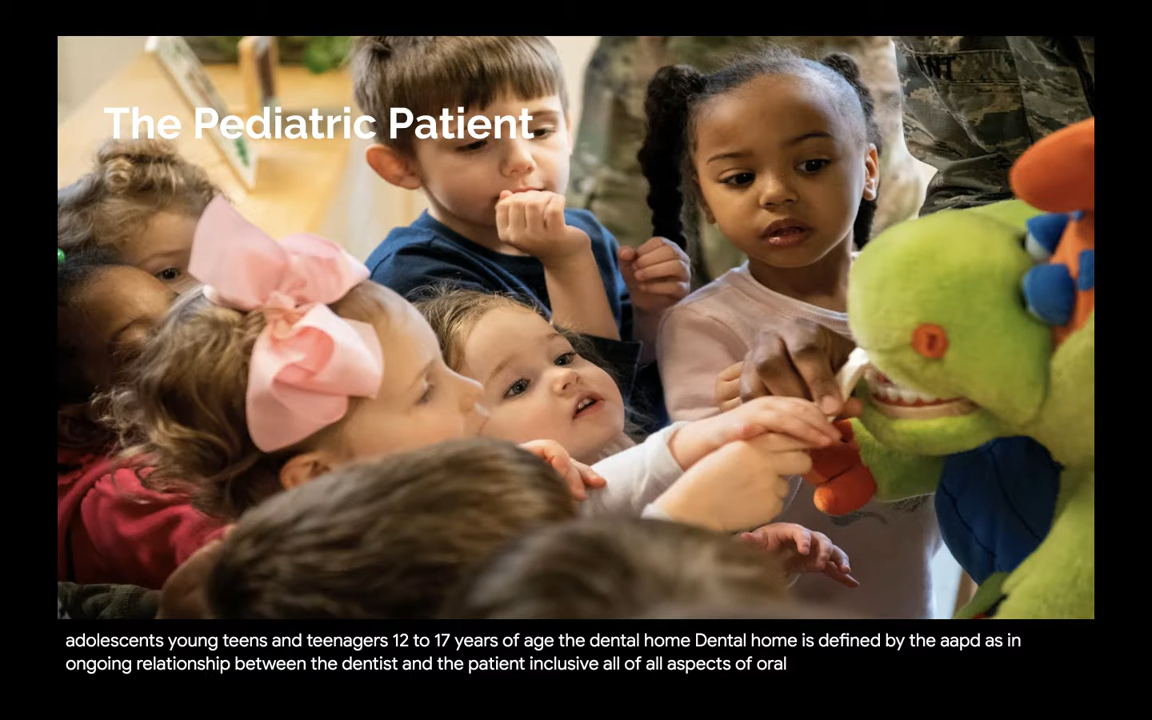 The Pediatric Patient
adolescents young teens and teenagers 12 to 17 years of age the dental home Dental home is defined by the aapd as in
ongoing relationship between the dentist and the patient inclusive all of all aspects of oral